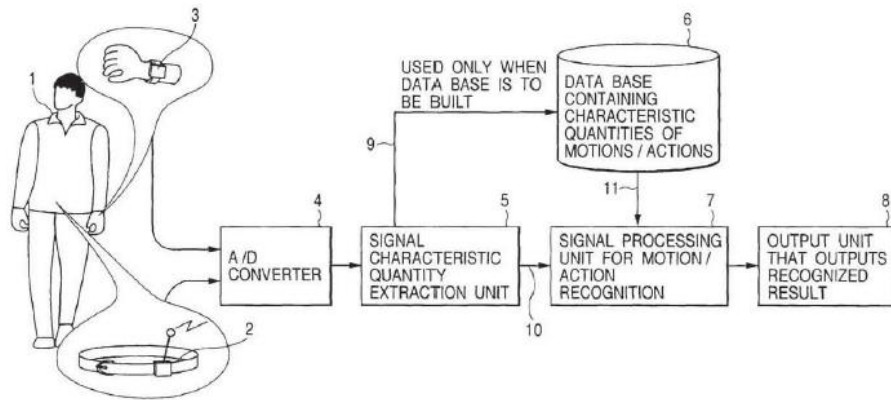 3
1
USED ONLY WHEN
DATA BASE IS TO
BE BUILT
9
6
DATA BASE
CONTAINING
CHARACTERISTIC
QUANTITIES OF
MOTIONS / ACTIONS
11
4
A/D
CONVERTER
5
SIGNAL
CHARACTERISTIC
QUANTITY
EXTRACTION UNIT
10
7
SIGNAL PROCESSING
UNIT FOR MOTION/
ACTION
RECOGNITION
8
OUTPUT UNIT
THAT OUTPUTS
RECOGNIZED
RESULT
2